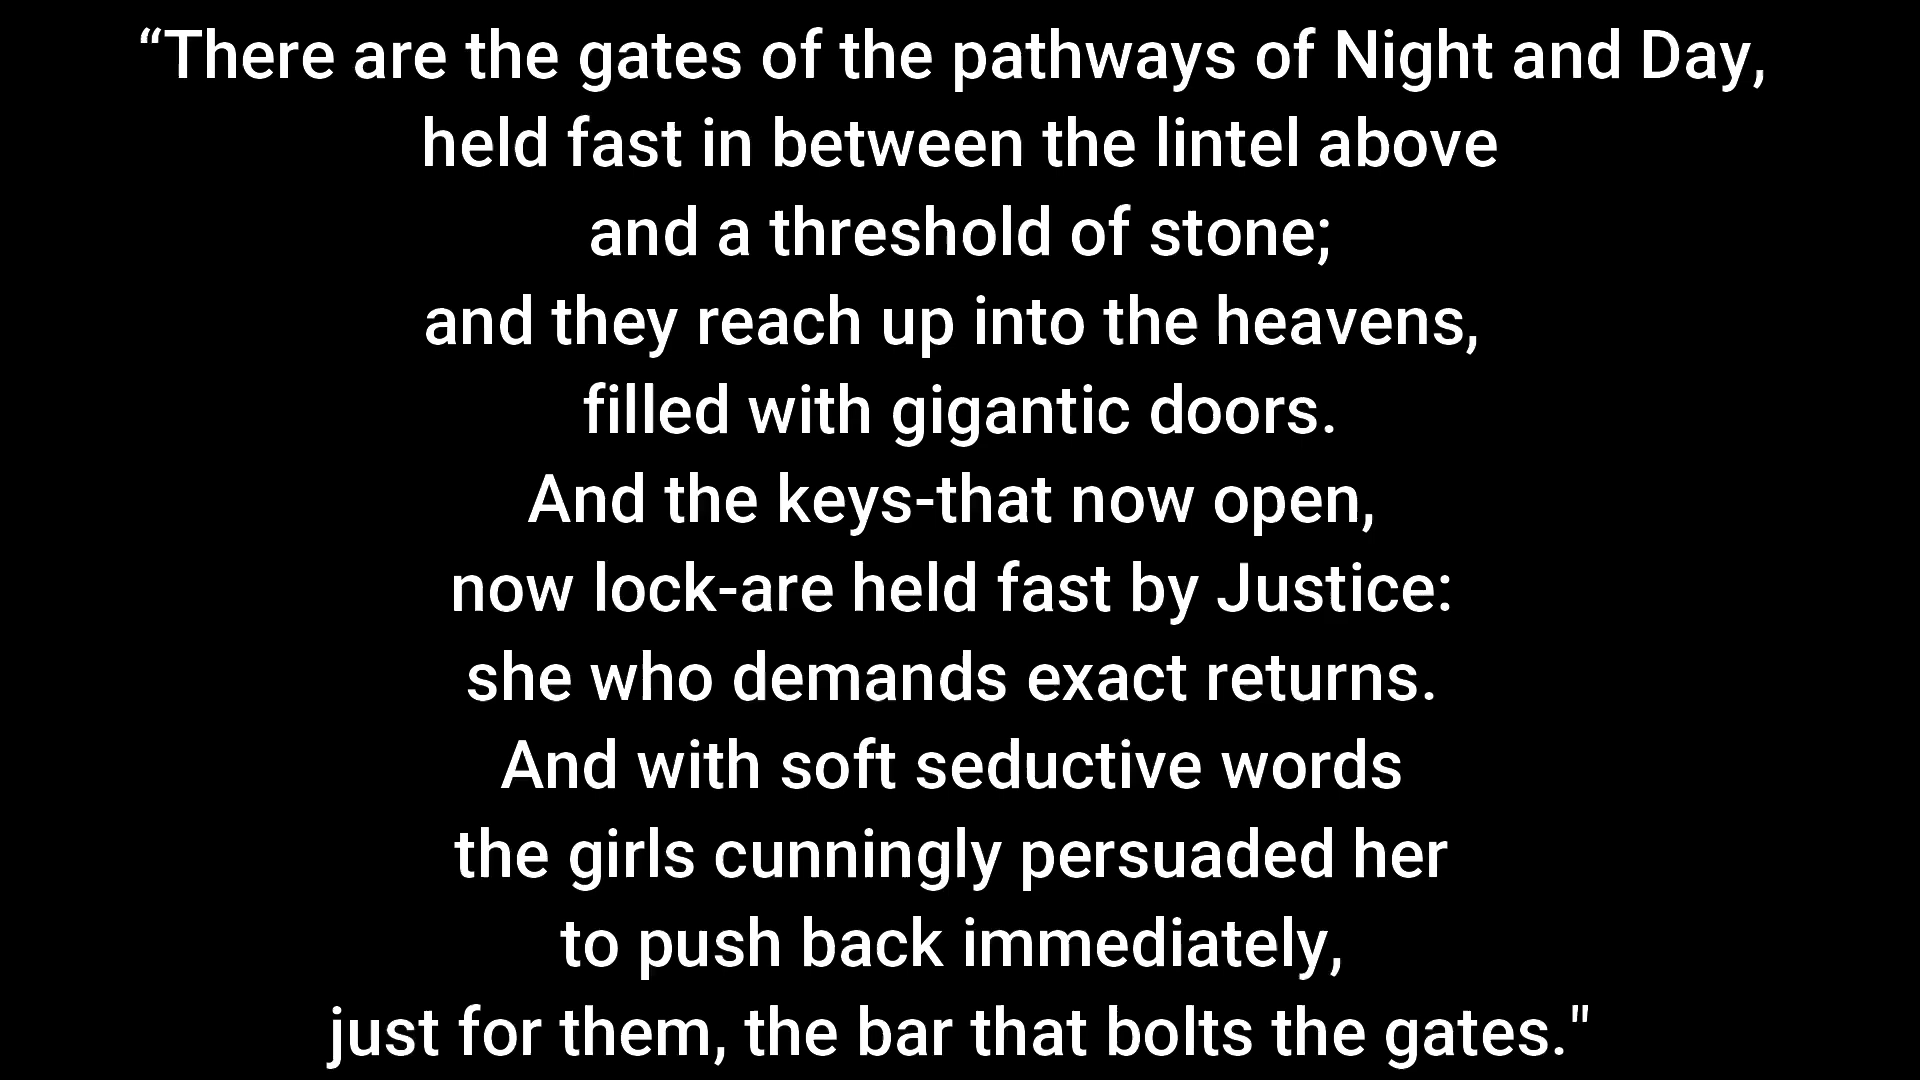 “There are the gates of the pathways of Night and Day,
held fast in between the lintel above
and a threshold of stone;
and they reach up into the heavens,
filled with gigantic doors.
And the keys-that now open,
now lock-are held fast by Justice:
she who demands exact returns.
And with soft seductive words
the girls cunningly persuaded her
to push back immediately,
just for them, the bar that bolts the gates."